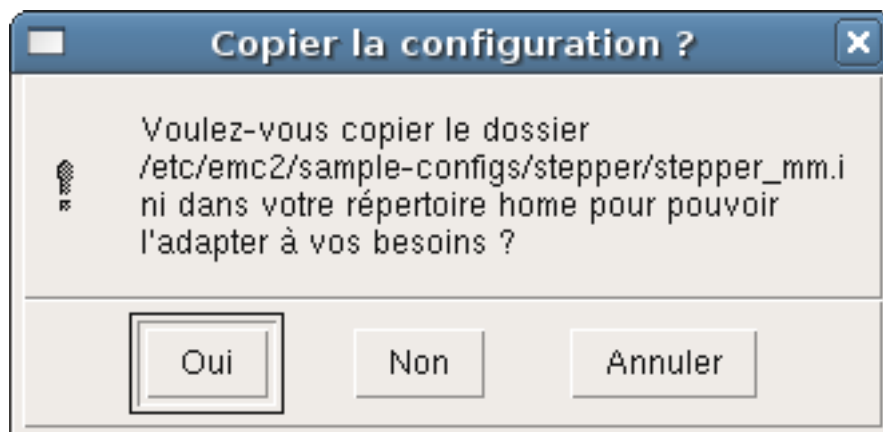 Copier la configuration ?
Voulez-vous copier le dossier
/etc/emc2/sample-configs/stepper/stepper_mm.i
ni dans votre répertoire home pour pouvoir
l'adapter à vos besoins ?
Oui Non Annuler